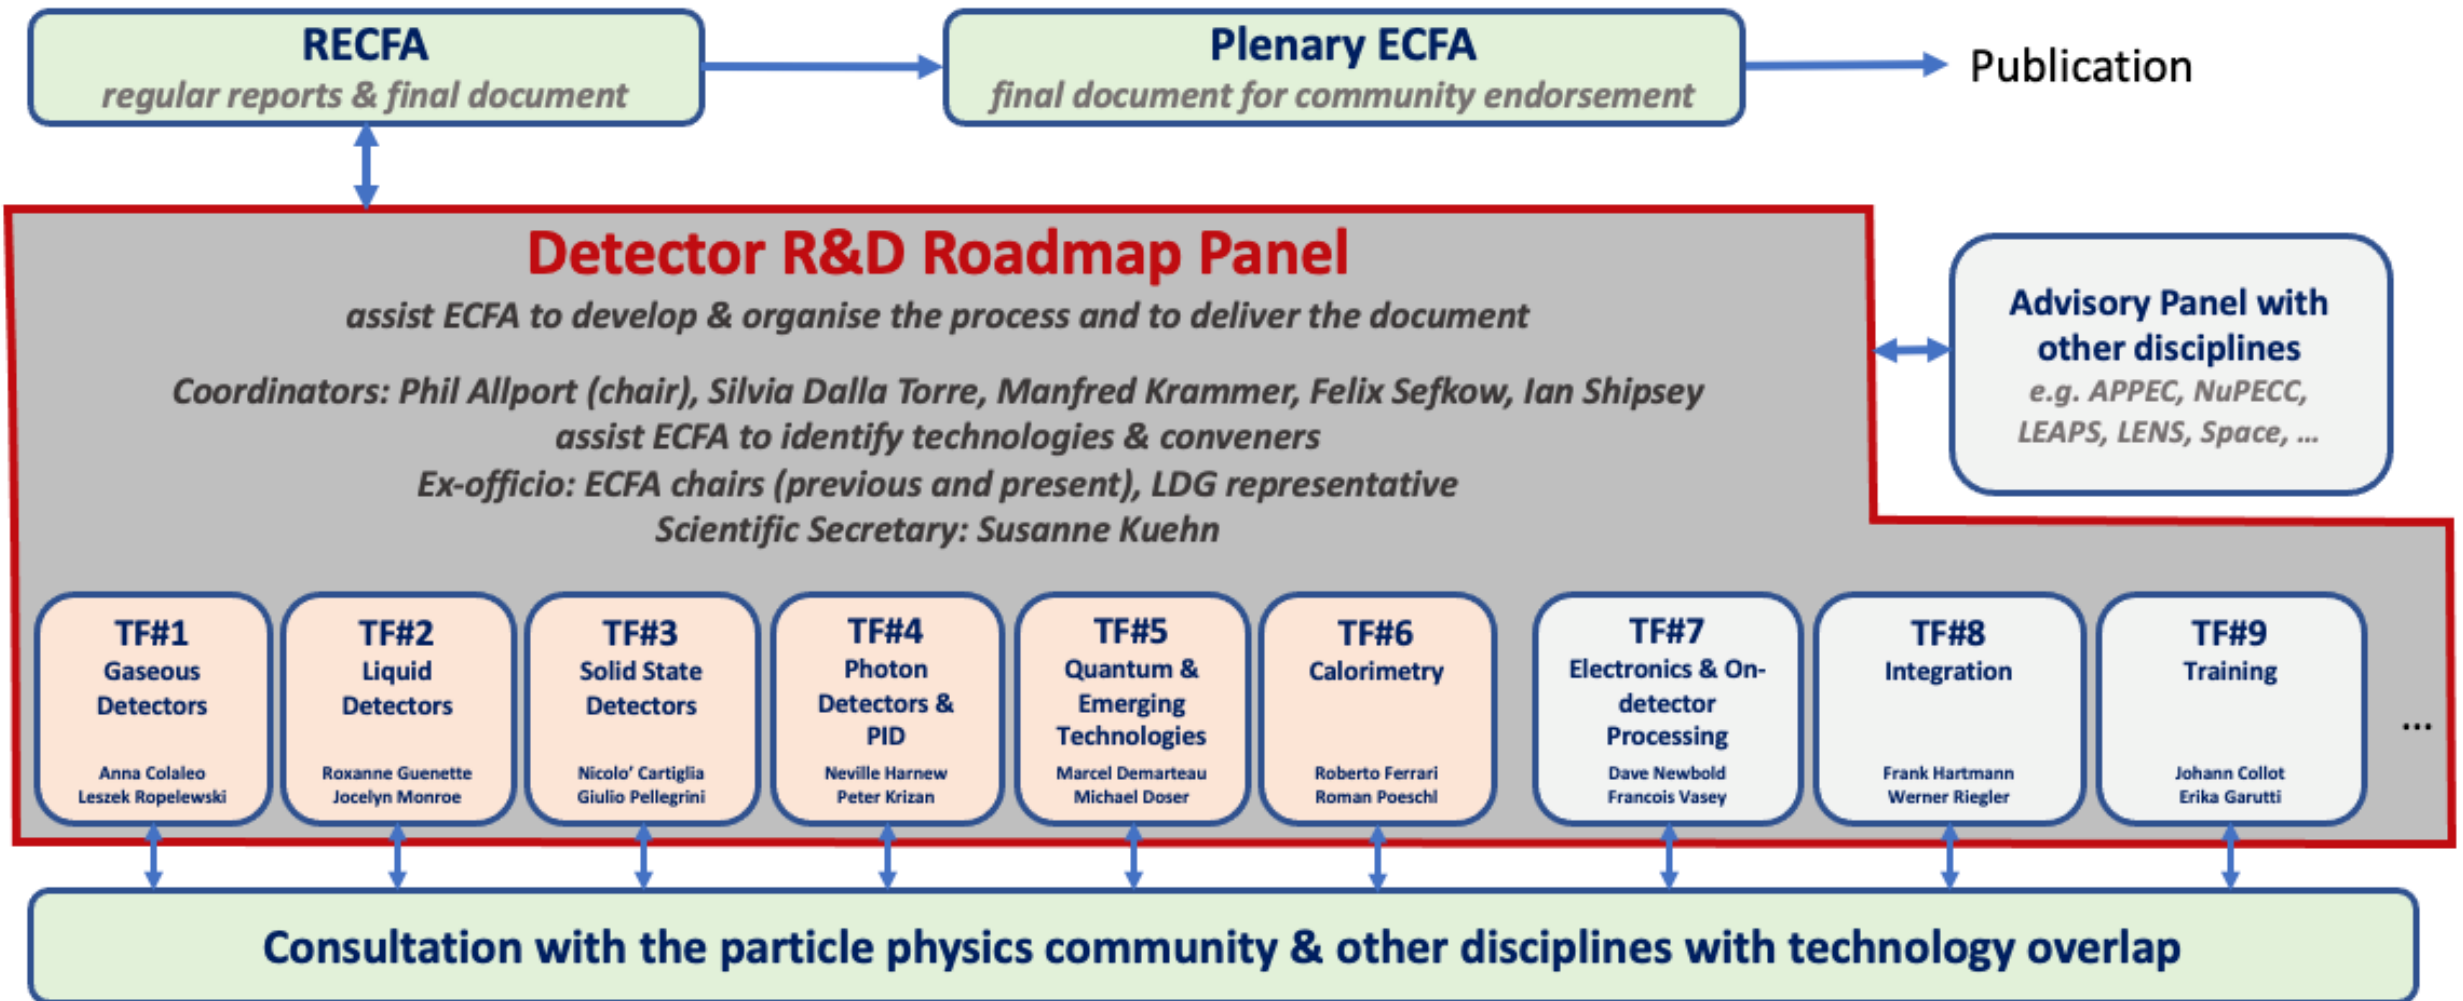 RECFA
regular reports & final document
Plenary ECFA
final document for community endorsement
Publication
Detector R&D Roadmap Panel
assist ECFA to develop & organise the process and to deliver the document
Coordinators: Phil Allport (chair), Silvia Dalla Torre, Manfred Krammer, Felix Sefkow, Ian Shipsey
assist ECFA to identify technologies & conveners
Ex-officio: ECFA chairs (previous and present), LDG representative
Scientific Secretary: Susanne Kuehn
Advisory Panel with
other disciplines
e.g. APPEC, NuPECC,
LEAPS, LENS, Space, …
TF#1
Gaseous
Detectors
Anna Colaleo
Leszek Ropelewski
TF#2
Liquid
Detectors
Roxanne Guenette
Jocelyn Monroe
TF#3
Solid State
Detectors
Nicolo’ Cartiglia
Giulio Pellegrini
TF#4
Photon
Detectors &
PID
Neville Harnew
Peter Krizan
TF#5
Quantum &
Emerging
Technologies
Marcel Demarteau
Michael Doser
TF#6
Calorimetry
Roberto Ferrari
Roman Poeschl
TF#7
Electronics & On-
detector
Processing
Dave Newbold
Francois Vasey
TF#8
Integration
Frank Hartmann
Werner Riegler
TF#9
Training
Johann Collot
Erika Garutti
…
Consultation with the particle physics community & other disciplines with technology overlap